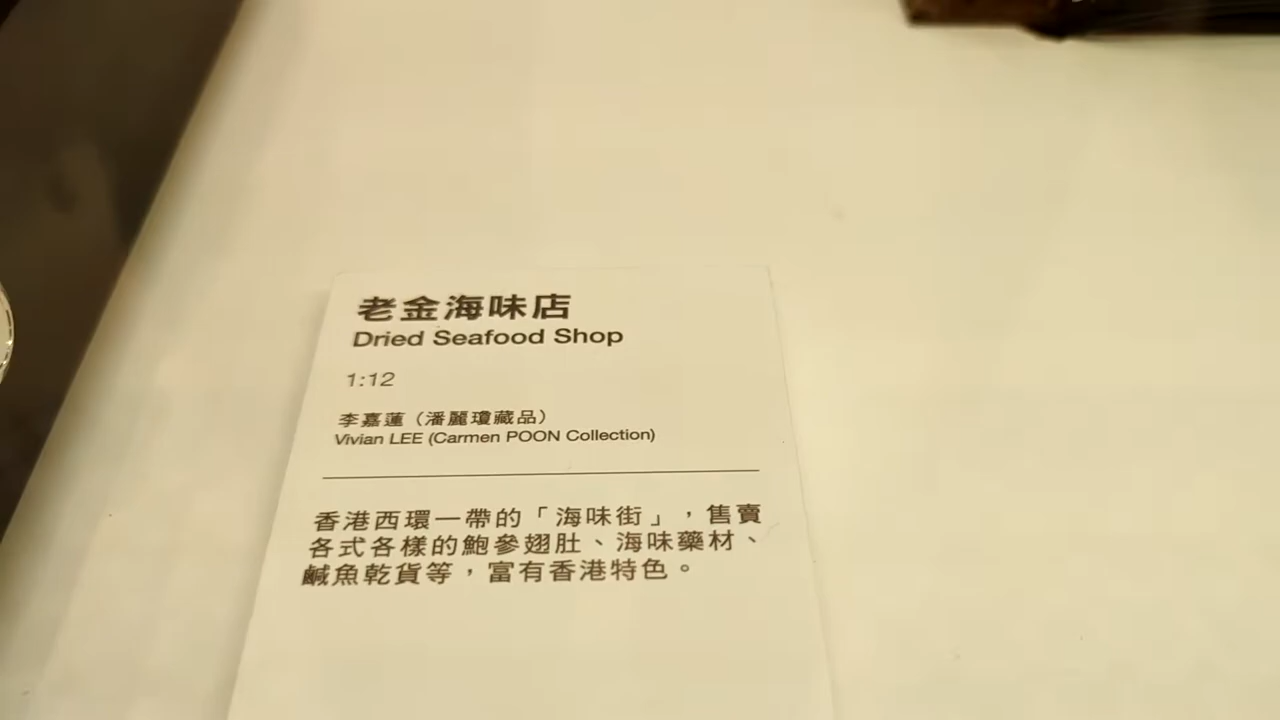 老金海味店
Dried Seafood Shop
1:12
李嘉蓮（潘麗瓊藏品）
Vivian LEE (Carmen POON Collection)
香港西環一帶的「海味街」，售賣
各式各樣的鮑參翅肚、海味藥材、
鹹魚乾貨等，富有香港特色。